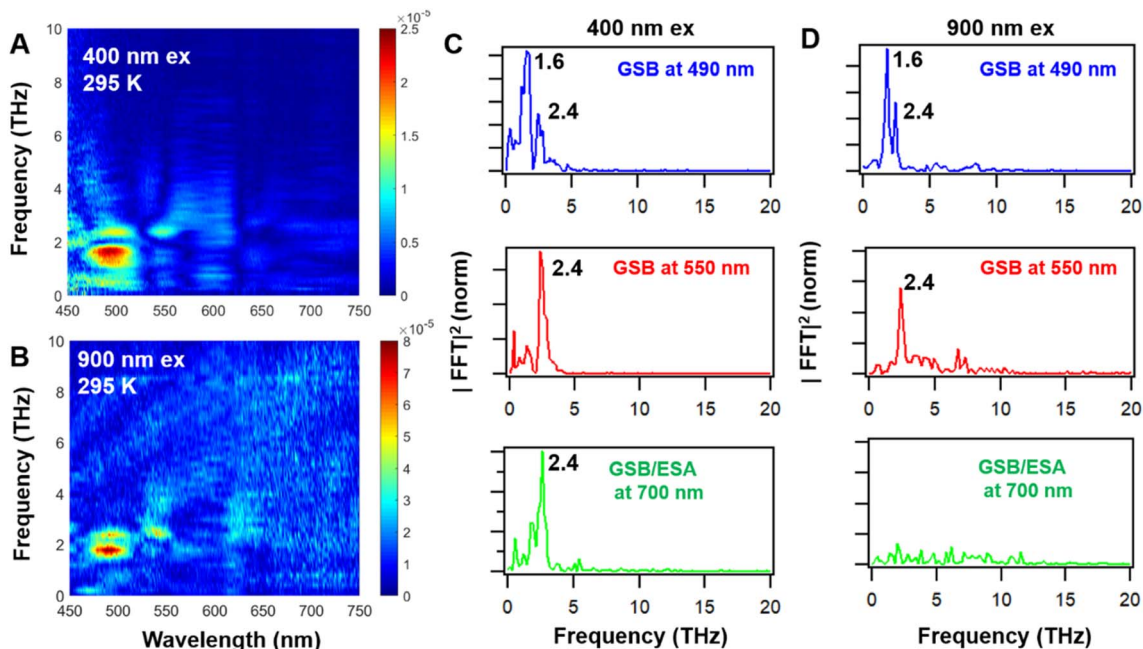 A
400 nm ex
295 K
Frequency (THz)
10
8
6
4
2
0
450 500 550 600 650 700 750
×10⁻⁵
2.5
2
1.5
1
0.5
0
B
900 nm ex
295 K
Frequency (THz)
10
8
6
4
2
0
450 500 550 600 650 700 750
Wavelength (nm)
×10⁻⁵
8
7
6
5
4
3
2
1
0
C
400 nm ex
1.6
2.4
GSB at 490 nm
0 5 10 15 20
| FFT|² (norm)
2.4
GSB at 550 nm
0 5 10 15 20
2.4
GSB/ESA
at 700 nm
0 5 10 15 20
Frequency (THz)
D
900 nm ex
1.6
2.4
GSB at 490 nm
0 5 10 15 20
| FFT|² (norm)
2.4
GSB at 550 nm
0 5 10 15 20
GSB/ESA
at 700 nm
0 5 10 15 20
Frequency (THz)